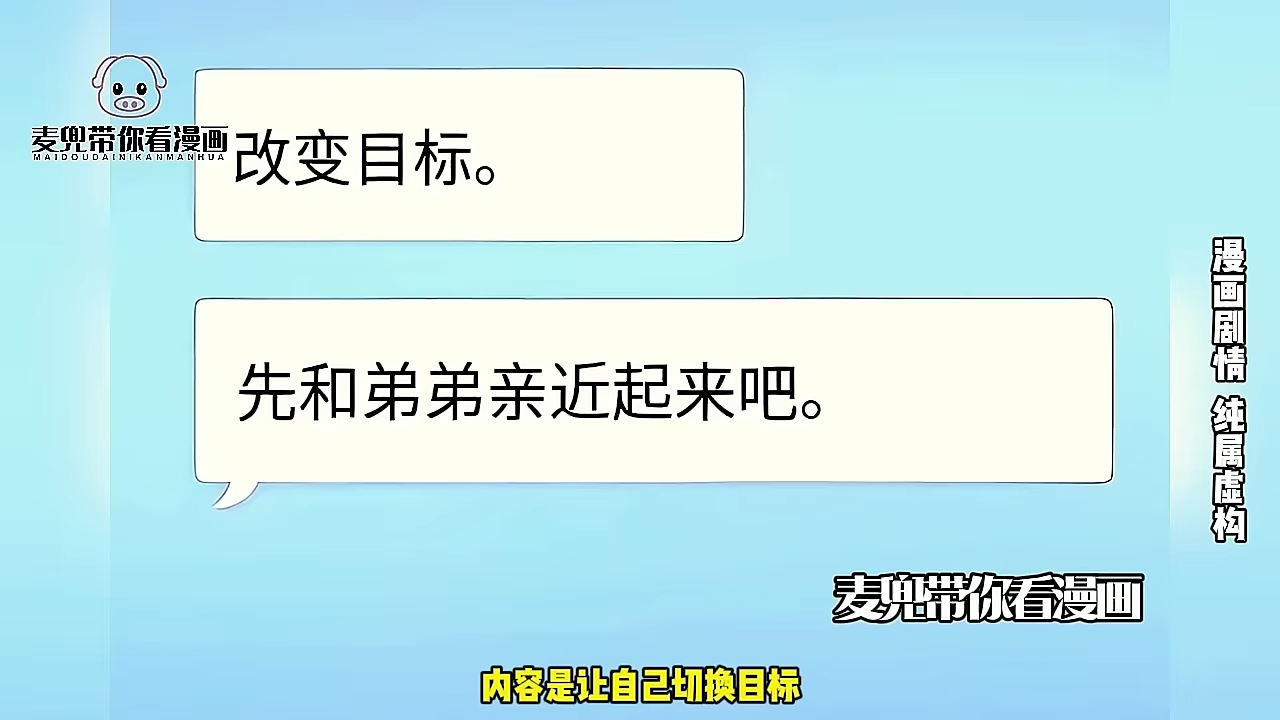 麦兜带你看漫画
MAIDOUDAINIKANMANHUA
改变目标。
先和弟弟亲近起来吧。
漫画剧情 纯属虚构
麦兜带你看漫画
内容是让自己切换目标